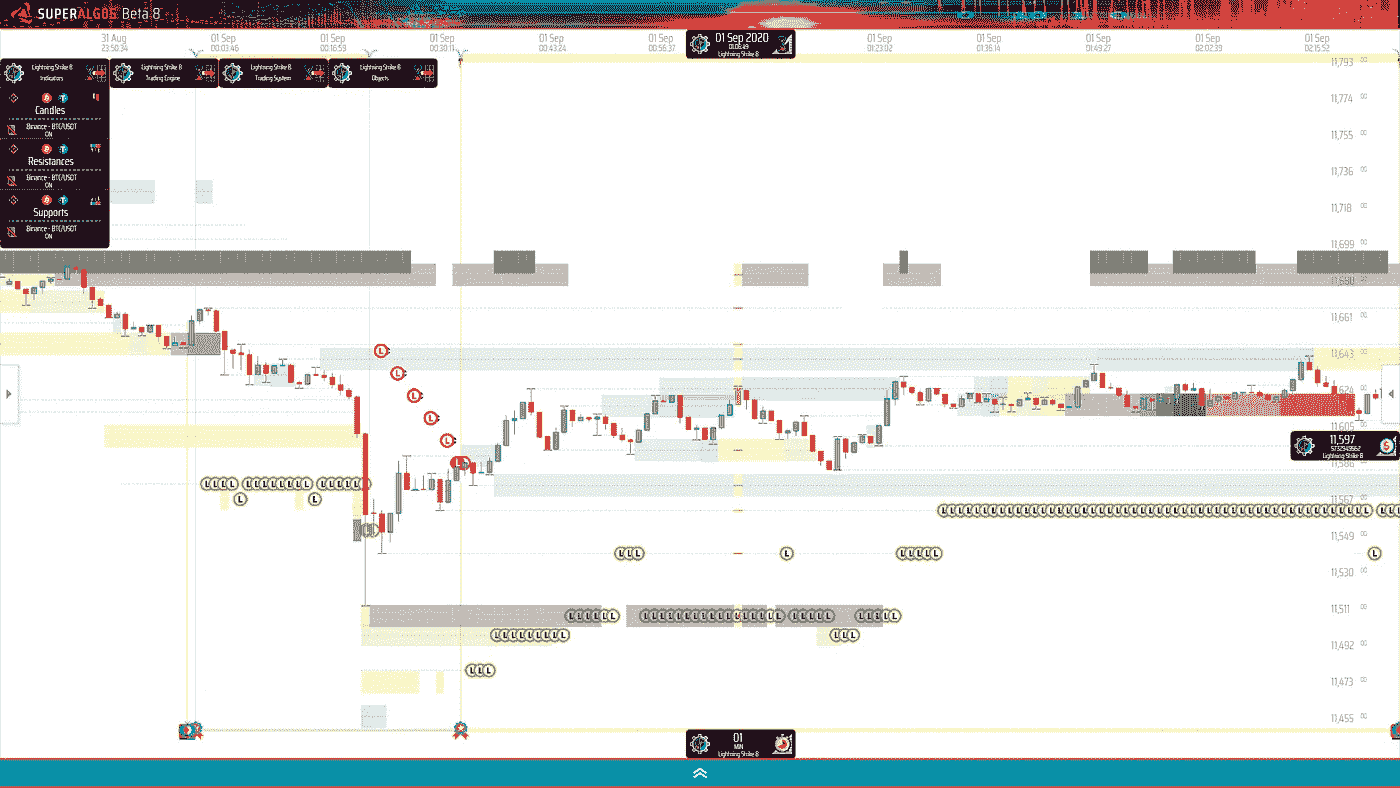 SUPERALGOS Beta 8
31 Aug
23:50:34
01 Sep
00:03:46
01 Sep
00:16:59
01 Sep
00:30:11
01 Sep
00:43:24
01 Sep
00:56:37
01 Sep 2020
Lightning Strike 8
01 Sep
01:23:02
01 Sep
01:36:14
01 Sep
01:49:27
01 Sep
02:02:39
01 Sep
02:15:52
Lightning Strike 8
Indicators
Lightning Strike 8
Trading Engine
Lightning Strike 8
Trading System
Lightning Strike 8
Objects
Candles
Binance - BTC/USDT
ON
Resistances
Binance - BTC/USDT
ON
Supports
Binance - BTC/USDT
ON
11,793
11,774
11,755
11,736
11,718
11,699
11,680
11,661
11,643
11,605
11,597
Lightning Strike 8
11,586
11,567
11,549
11,530
11,511
11,492
11,473
11,455
01
MIN
Lightning Strike 8